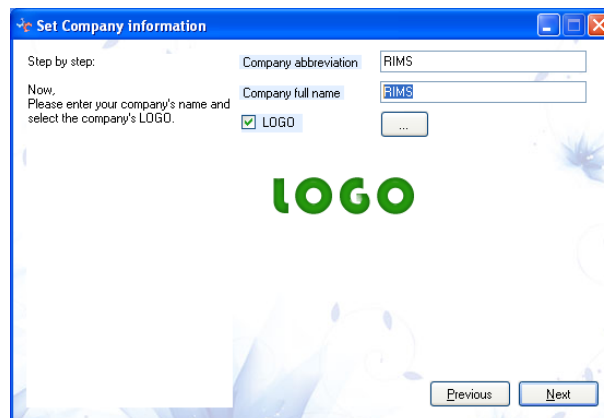 Set Company information
Step by step:
Now,
Please enter your company's name and
select the company's LOGO.
Company abbreviation RIMS
Company full name RIMS
LOGO ...
LOGO
Previous Next